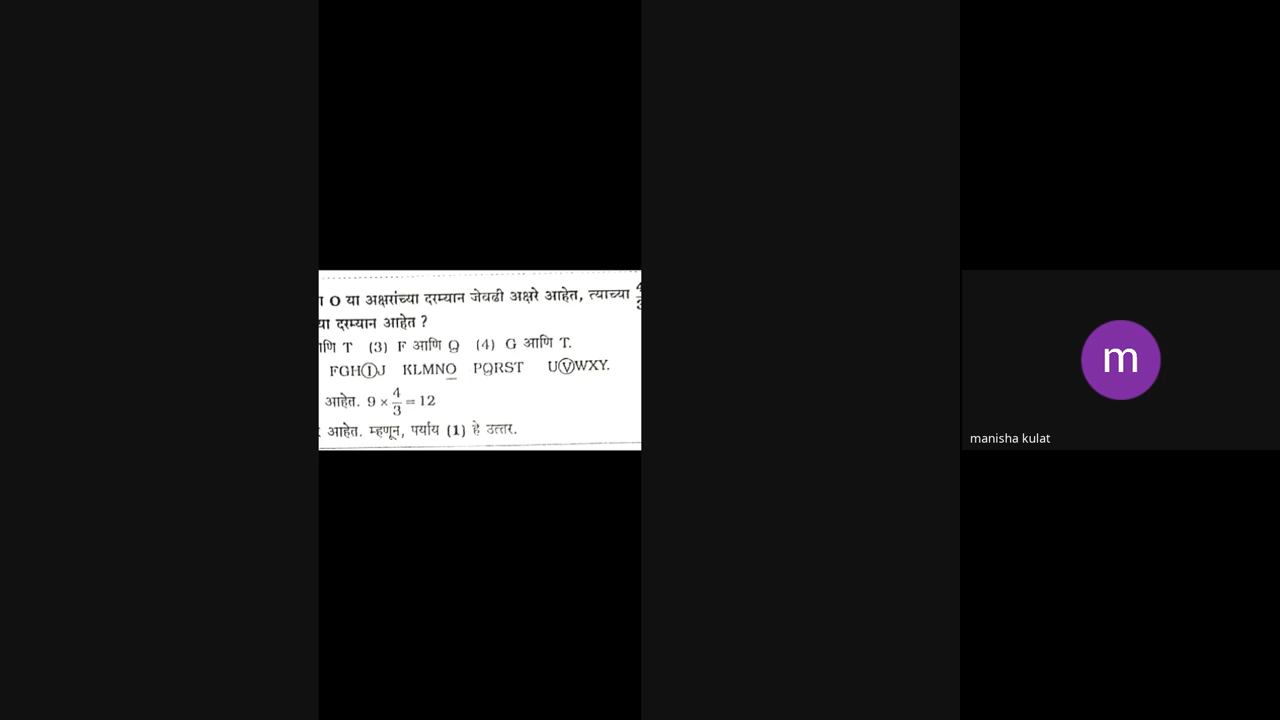 O या अक्षरांच्या दरम्यान जेवढी अक्षरे आहेत, त्याच्या
दरम्यान आहेत ?
T (3) F आणि Q (4) G आणि T.
FGHIJ KLMNO PQRST UVWXY.
आहेत. 9 × 4/3 = 12
आहेत. म्हणून, पर्याय (1) हे उत्तर.
m
manisha kulat